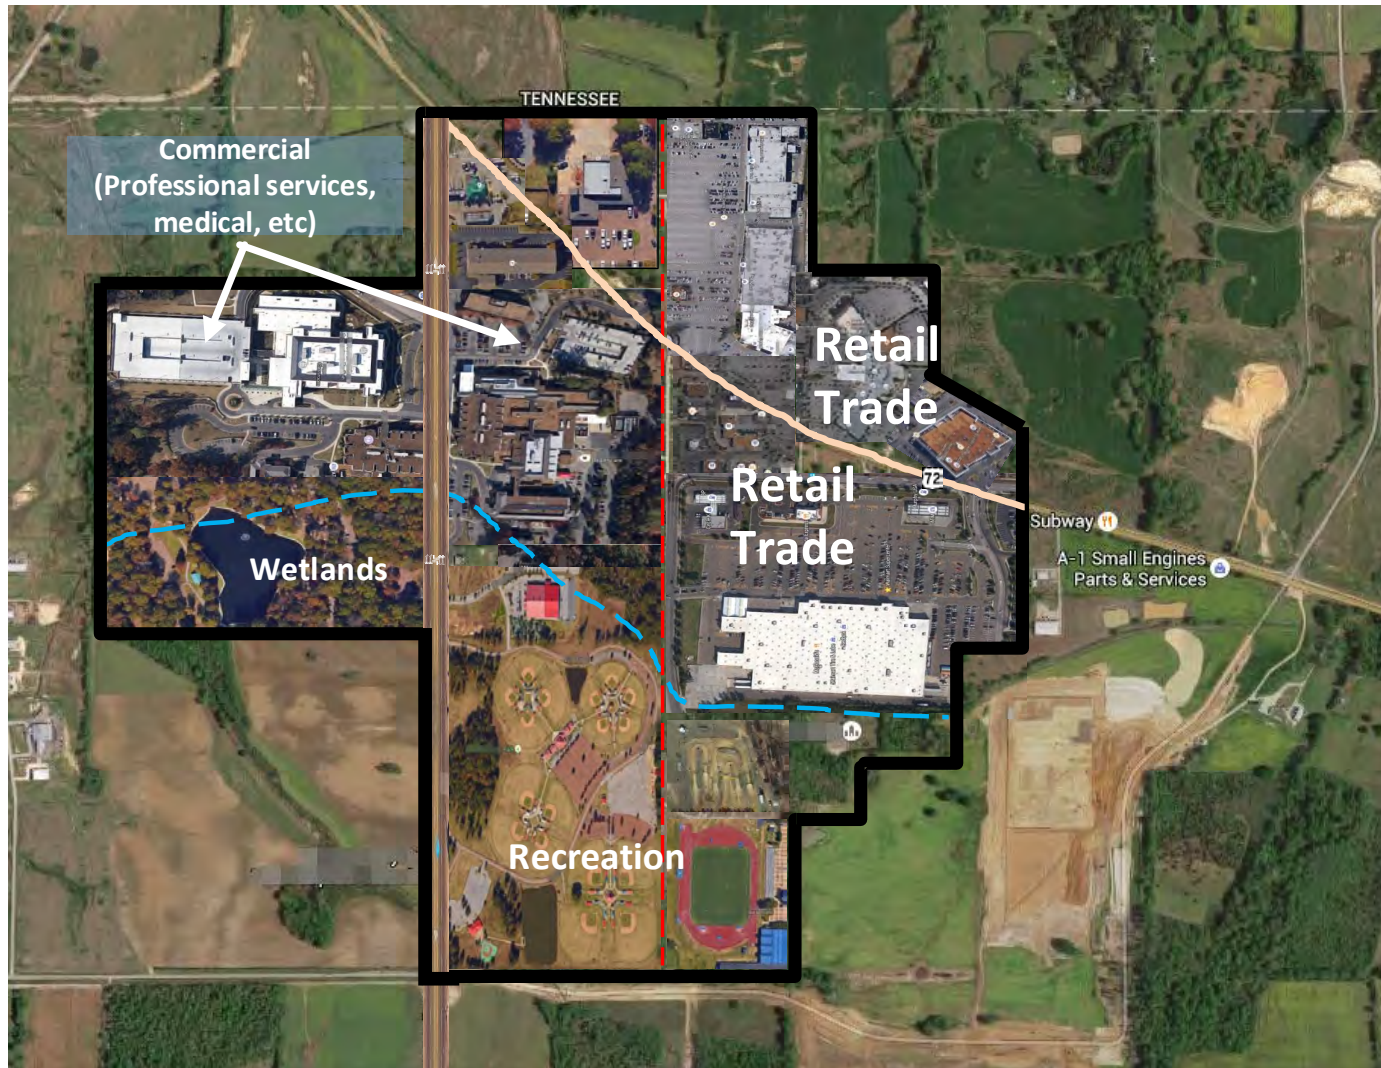 TENNESSEE
Commercial
(Professional services,
medical, etc)
Retail
Trade
72
Retail
Trade
Subway
A-1 Small Engines
Parts & Services
Wetlands
Recreation